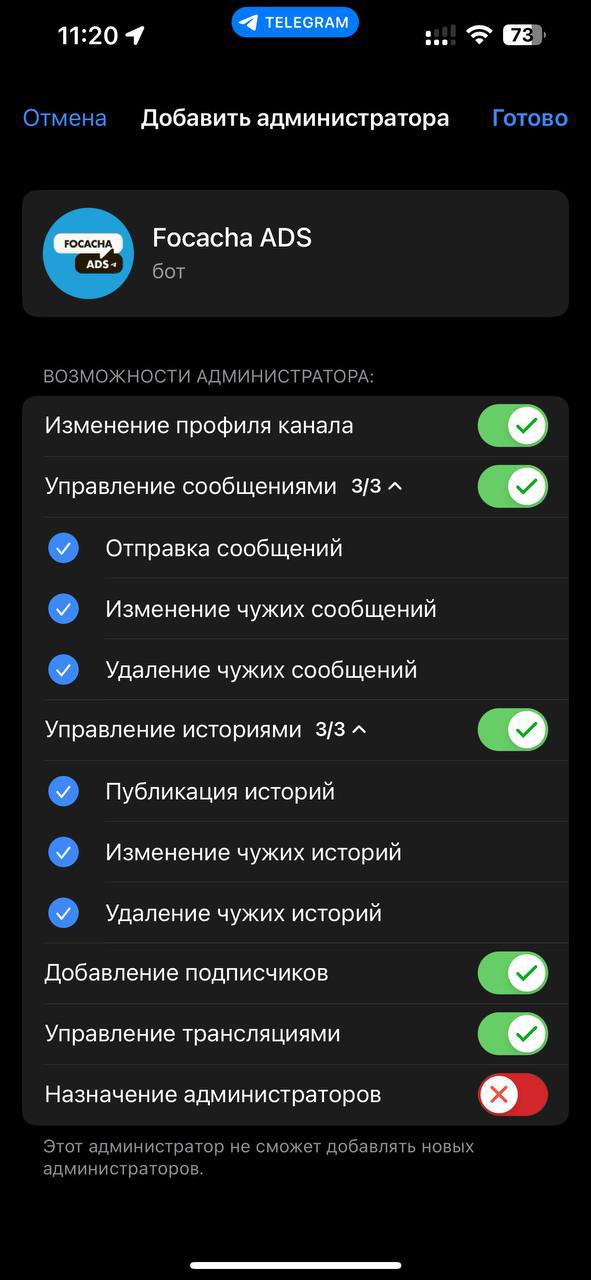 11:20
TELEGRAM
73
Отмена
Добавить администратора
Готово
FOCACHA
ADS
Focacha ADS
бот
ВОЗМОЖНОСТИ АДМИНИСТРАТОРА:
Изменение профиля канала
Управление сообщениями 3/3
Отправка сообщений
Изменение чужих сообщений
Удаление чужих сообщений
Управление историями 3/3
Публикация историй
Изменение чужих историй
Удаление чужих историй
Добавление подписчиков
Управление трансляциями
Назначение администраторов
Этот администратор не сможет добавлять новых
администраторов.